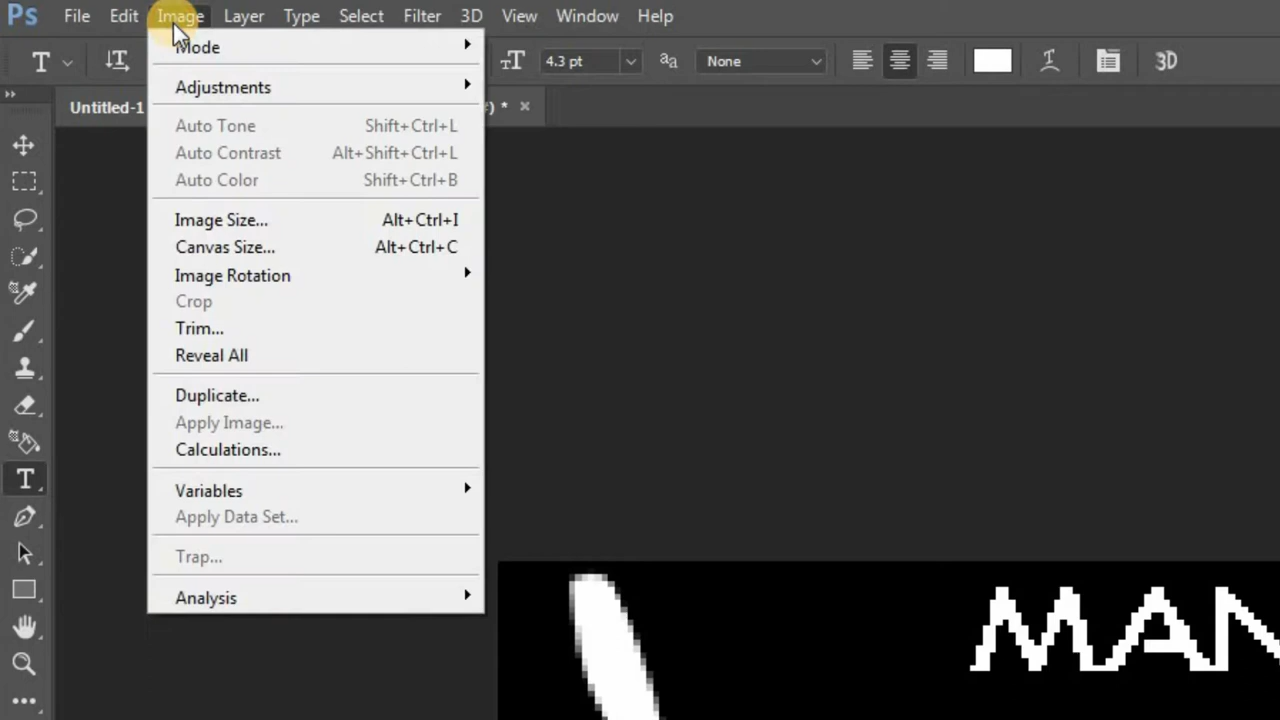 Ps File Edit Image Layer Type Select Filter 3D View Window Help
T 4.3 pt aa None 3D
Untitled-1 ) * ×
Mode
Adjustments
Auto Tone Shift+Ctrl+L
Auto Contrast Alt+Shift+Ctrl+L
Auto Color Shift+Ctrl+B
Image Size... Alt+Ctrl+I
Canvas Size... Alt+Ctrl+C
Image Rotation
Crop
Trim...
Reveal All
Duplicate...
Apply Image...
Calculations...
Variables
Apply Data Set...
Trap...
Analysis
MAN